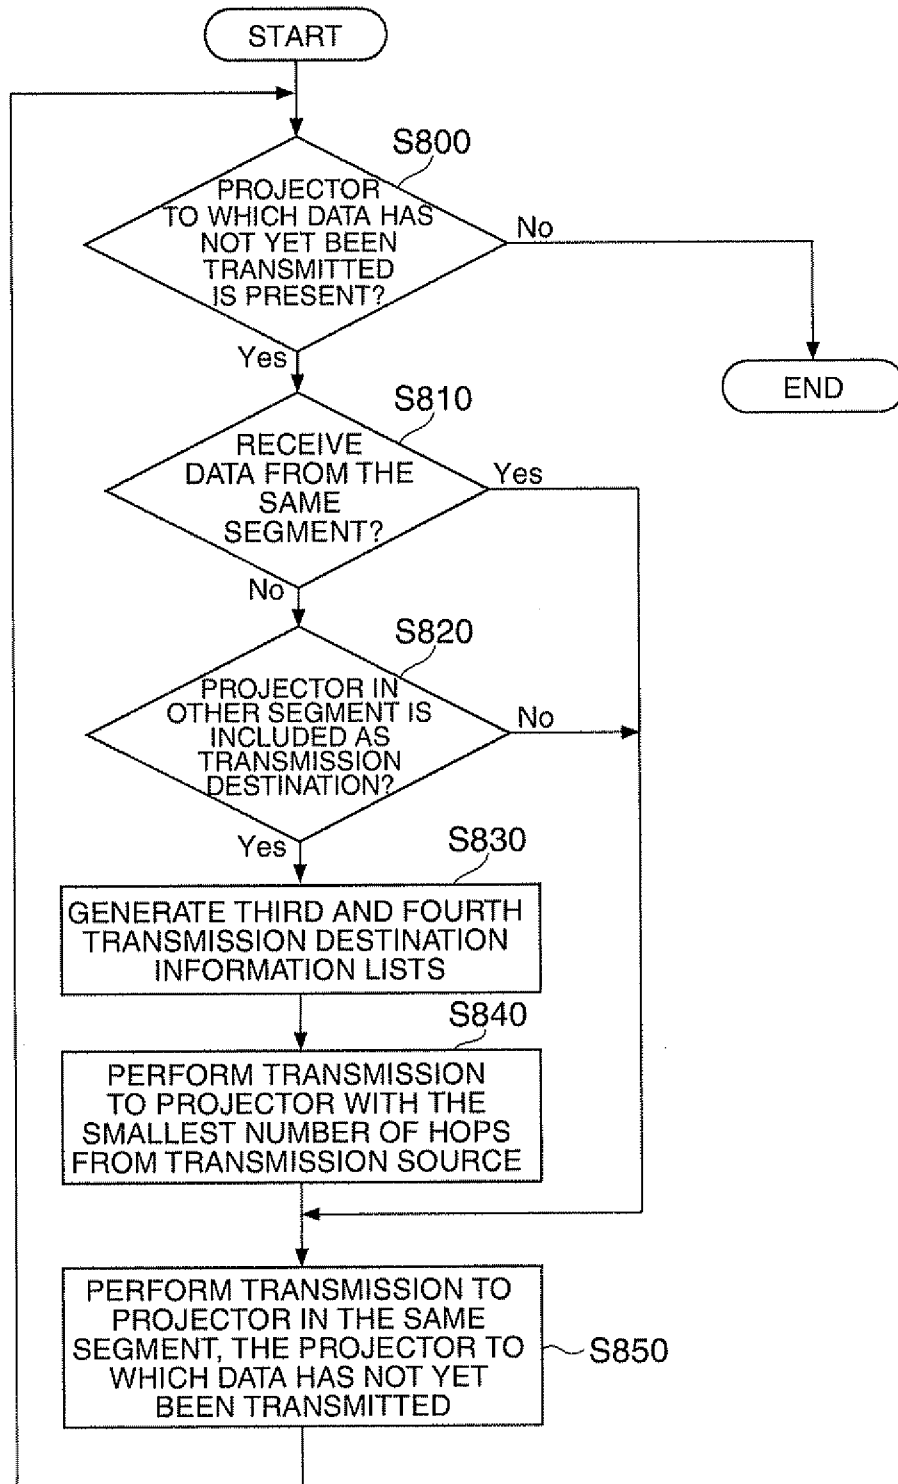 START
S800
PROJECTOR
TO WHICH DATA HAS
NOT YET BEEN
TRANSMITTED
IS PRESENT?
No
Yes
END
S810
RECEIVE
DATA FROM THE
SAME
SEGMENT?
Yes
No
S820
PROJECTOR IN
OTHER SEGMENT IS
INCLUDED AS
TRANSMISSION
DESTINATION?
No
Yes
S830
GENERATE THIRD AND FOURTH
TRANSMISSION DESTINATION
INFORMATION LISTS
S840
PERFORM TRANSMISSION
TO PROJECTOR WITH THE
SMALLEST NUMBER OF HOPS
FROM TRANSMISSION SOURCE
PERFORM TRANSMISSION TO
PROJECTOR IN THE SAME
SEGMENT, THE PROJECTOR TO
WHICH DATA HAS NOT YET
BEEN TRANSMITTED
S850